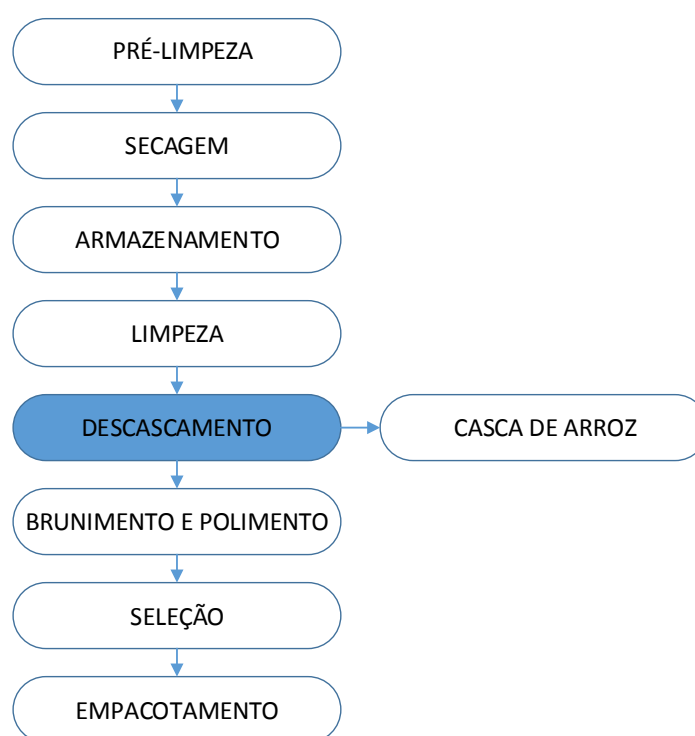 PRÉ-LIMPEZA
SECAGEM
ARMAZENAMENTO
LIMPEZA
DESCASCAMENTO
CASCA DE ARROZ
BRUNIMENTO E POLIMENTO
SELEÇÃO
EMPACOTAMENTO